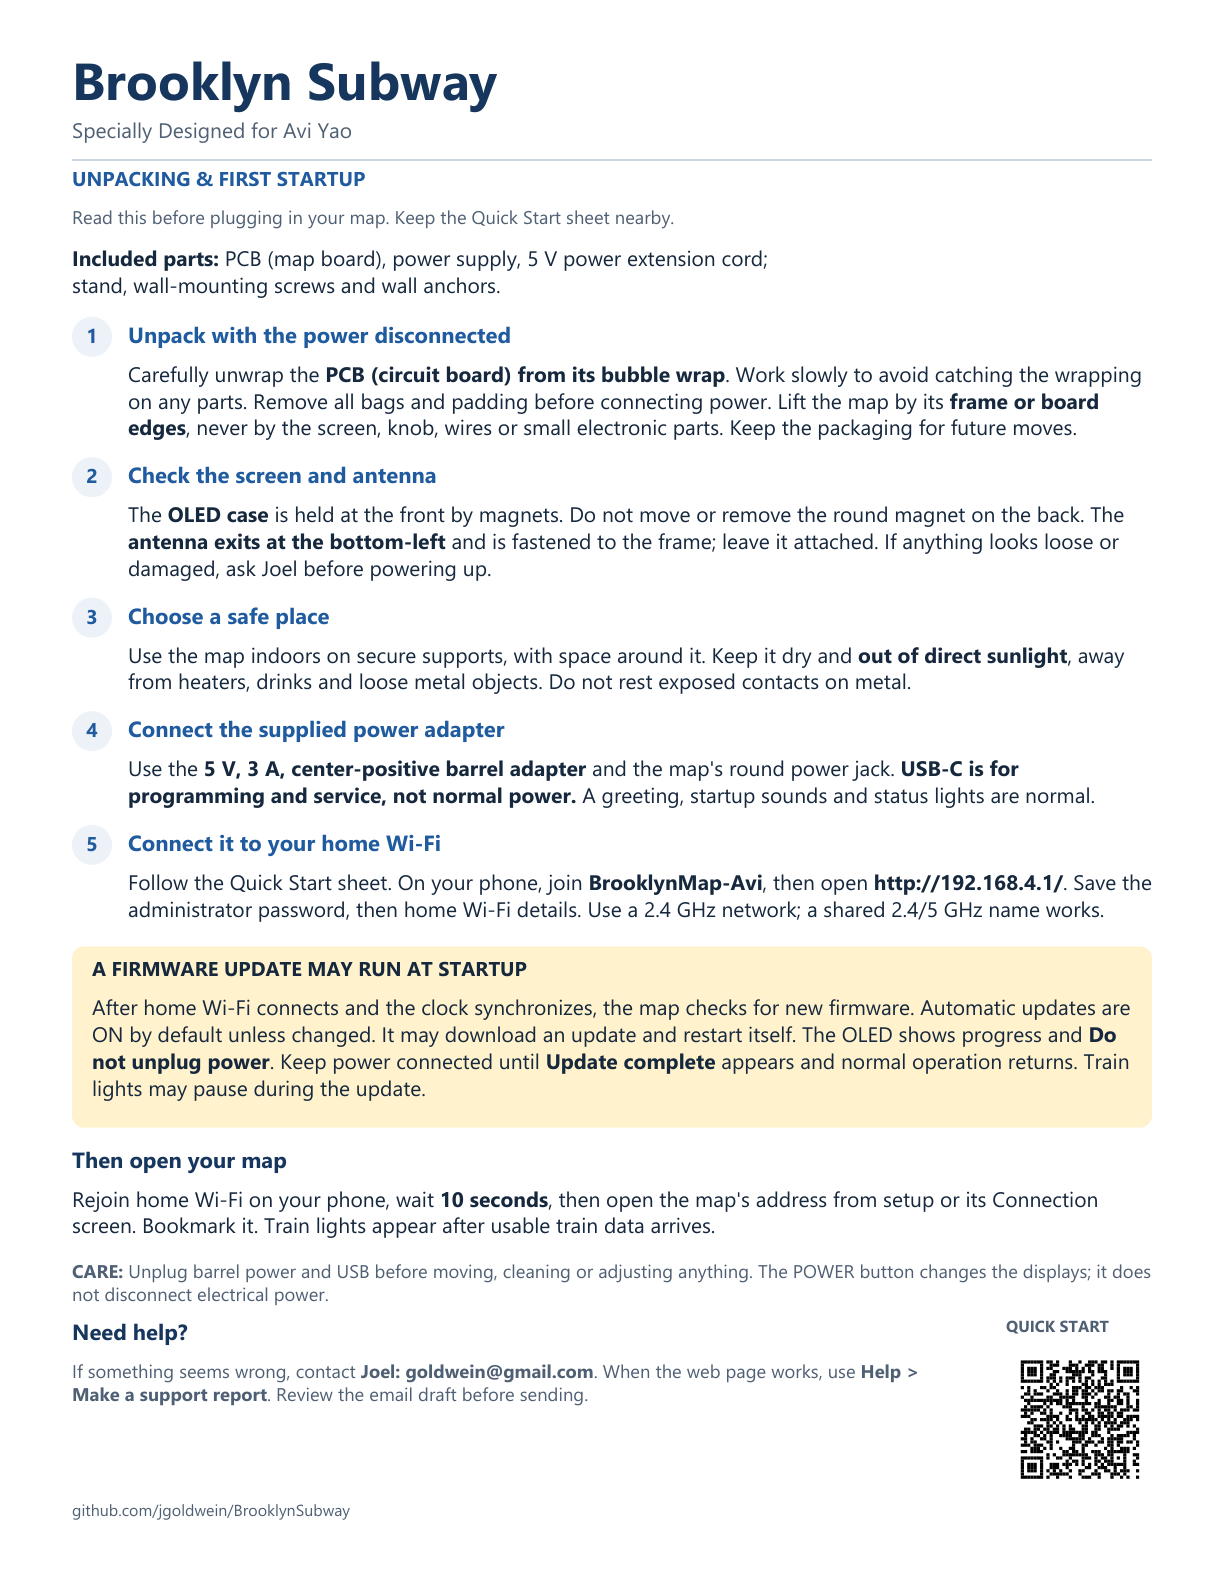 Brooklyn Subway
Specially Designed for Avi Yao
UNPACKING & FIRST STARTUP
Read this before plugging in your map. Keep the Quick Start sheet nearby.
Included parts: PCB (map board), power supply, 5 V power extension cord;
stand, wall-mounting screws and wall anchors.
1 Unpack with the power disconnected
Carefully unwrap the PCB (circuit board) from its bubble wrap. Work slowly to avoid catching the wrapping
on any parts. Remove all bags and padding before connecting power. Lift the map by its frame or board
edges, never by the screen, knob, wires or small electronic parts. Keep the packaging for future moves.
2 Check the screen and antenna
The OLED case is held at the front by magnets. Do not move or remove the round magnet on the back. The
antenna exits at the bottom-left and is fastened to the frame; leave it attached. If anything looks loose or
damaged, ask Joel before powering up.
3 Choose a safe place
Use the map indoors on secure supports, with space around it. Keep it dry and out of direct sunlight, away
from heaters, drinks and loose metal objects. Do not rest exposed contacts on metal.
4 Connect the supplied power adapter
Use the 5 V, 3 A, center-positive barrel adapter and the map's round power jack. USB-C is for
programming and service, not normal power. A greeting, startup sounds and status lights are normal.
5 Connect it to your home Wi-Fi
Follow the Quick Start sheet. On your phone, join BrooklynMap-Avi, then open http://192.168.4.1/. Save the
administrator password, then home Wi-Fi details. Use a 2.4 GHz network; a shared 2.4/5 GHz name works.
A FIRMWARE UPDATE MAY RUN AT STARTUP
After home Wi-Fi connects and the clock synchronizes, the map checks for new firmware. Automatic updates are
ON by default unless changed. It may download an update and restart itself. The OLED shows progress and Do
not unplug power. Keep power connected until Update complete appears and normal operation returns. Train
lights may pause during the update.
Then open your map
Rejoin home Wi-Fi on your phone, wait 10 seconds, then open the map's address from setup or its Connection
screen. Bookmark it. Train lights appear after usable train data arrives.
CARE: Unplug barrel power and USB before moving, cleaning or adjusting anything. The POWER button changes the displays; it does
not disconnect electrical power.
Need help?
If something seems wrong, contact Joel: goldwein@gmail.com. When the web page works, use Help >
Make a support report. Review the email draft before sending.
QUICK START
github.com/jgoldwein/BrooklynSubway